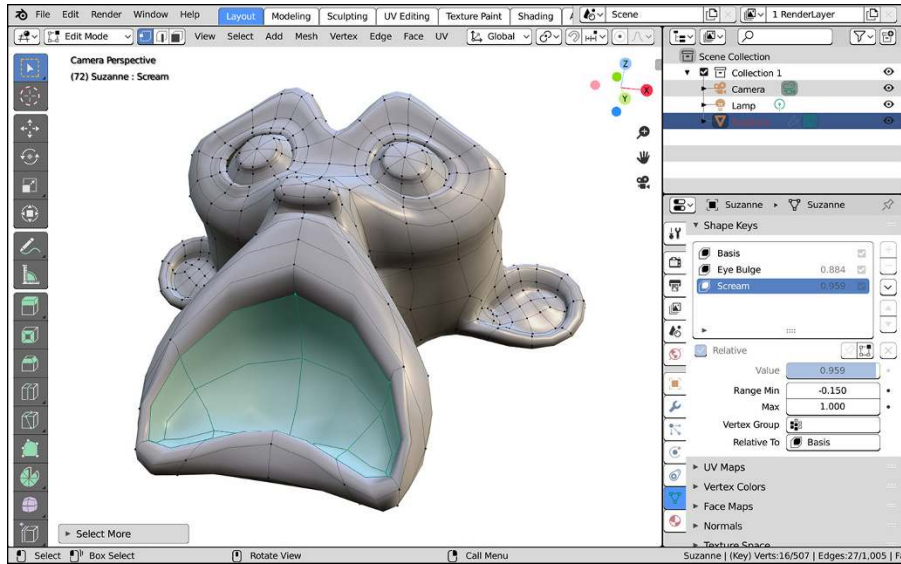 File Edit Render Window Help Layout Modeling Sculpting UV Editing Texture Paint Shading Scene 1 RenderLayer
Edit Mode View Select Add Mesh Vertex Edge Face UV Global
Camera Perspective
(72) Suzanne : Scream
Z
X
Y
Scene Collection
Collection 1
Camera
Lamp
Suzanne Suzanne
Shape Keys
Basis
Eye Bulge 0.884
Scream 0.959
Relative
Value 0.959
Range Min -0.150
Max 1.000
Vertex Group
Relative To Basis
UV Maps
Vertex Colors
Face Maps
Normals
Texture Space
Select More
Select Box Select Rotate View Call Menu Suzanne | (Key) Verts:16/507 | Edges:27/1,005 |